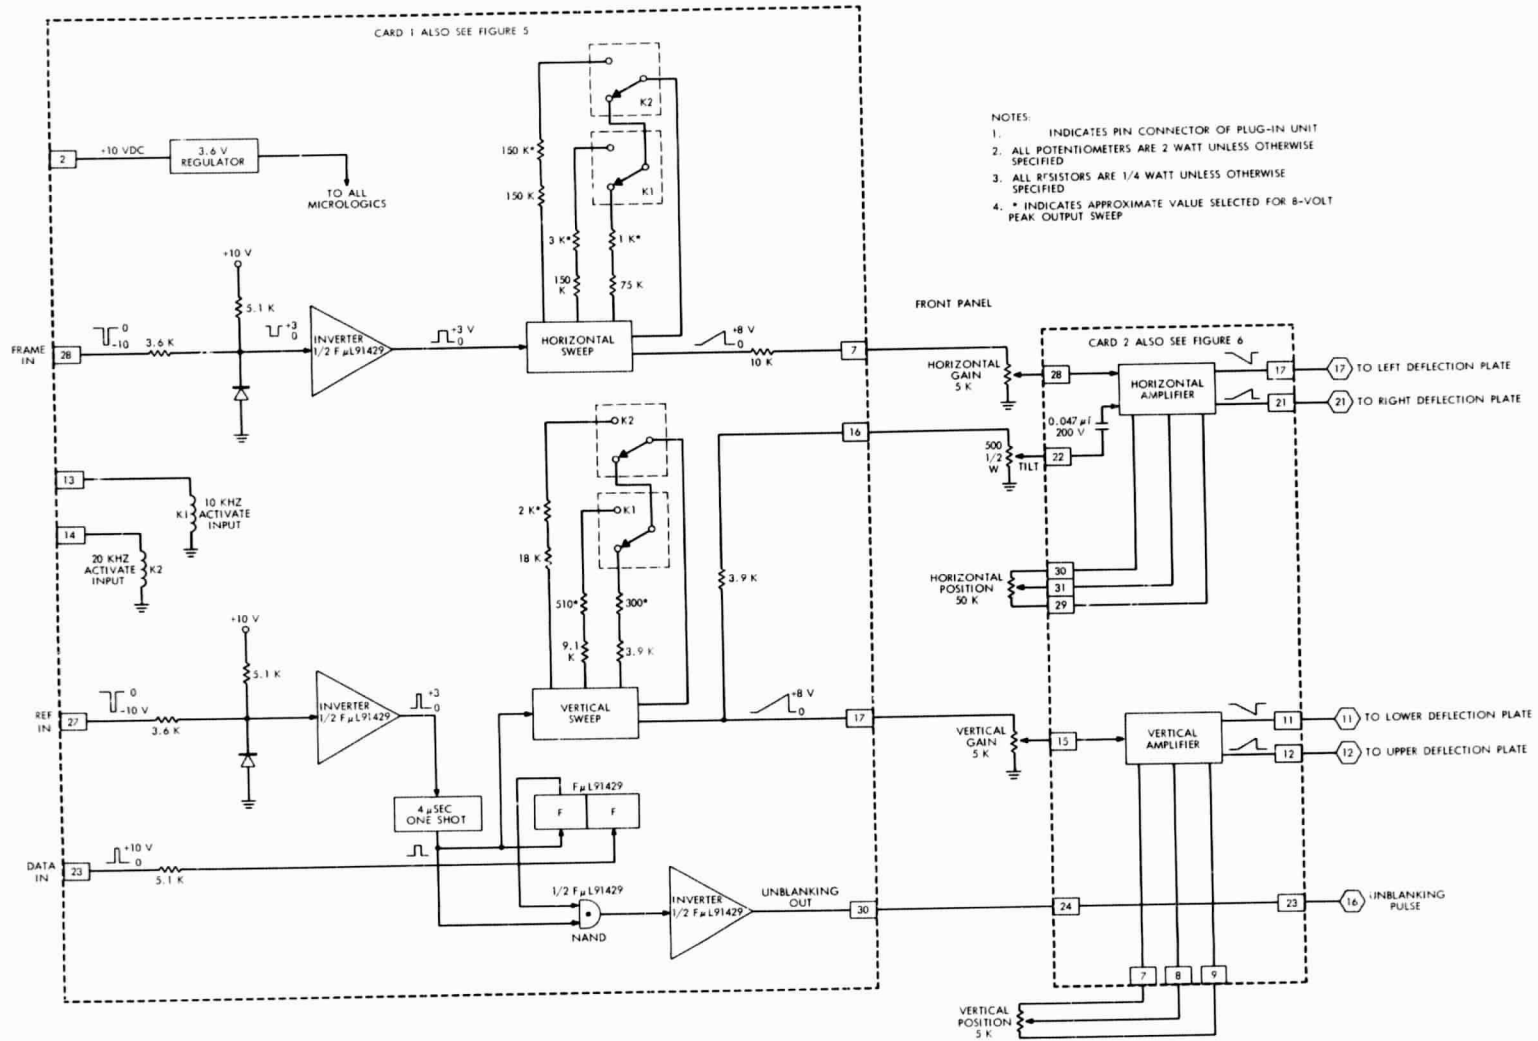 CARD 1 ALSO SEE FIGURE 5
K2
K1
150 K*
150 K
3 K*
1 K*
150
K
75 K
2
+10 VDC
3.6 V
REGULATOR
TO ALL
MICROLOGICS
NOTES:
1. INDICATES PIN CONNECTOR OF PLUG-IN UNIT
2. ALL POTENTIOMETERS ARE 2 WATT UNLESS OTHERWISE
SPECIFIED
3. ALL RESISTORS ARE 1/4 WATT UNLESS OTHERWISE
SPECIFIED
4. * INDICATES APPROXIMATE VALUE SELECTED FOR 8-VOLT
PEAK OUTPUT SWEEP
+10 V
5.1 K
FRAME
IN
28
0
-10
3.6 K
+3
0
INVERTER
1/2 FμL91429
+3 V
0
HORIZONTAL
SWEEP
+8 V
0
10 K
7
FRONT PANEL
HORIZONTAL
GAIN
5 K
CARD 2 ALSO SEE FIGURE 6
28
HORIZONTAL
AMPLIFIER
17
17
TO LEFT DEFLECTION PLATE
21
21
TO RIGHT DEFLECTION PLATE
0.047 μf
200 V
16
500
1/2
W
TILT
22
13
K1
10 KHZ
ACTIVATE
INPUT
14
20 KHZ
ACTIVATE
INPUT
K2
K2
K1
2 K*
18 K
510*
300*
9.1
K
3.9 K
3.9 K
HORIZONTAL
POSITION
50 K
30
31
29
+10 V
5.1 K
REF
IN
27
0
-10 V
3.6 K
INVERTER
1/2 FμL91429
+3
0
VERTICAL
SWEEP
+8 V
0
17
VERTICAL
GAIN
5 K
15
VERTICAL
AMPLIFIER
11
11
TO LOWER DEFLECTION PLATE
12
12
TO UPPER DEFLECTION PLATE
4 μSEC
ONE SHOT
FμL91429
F
F
DATA
IN
23
+10 V
0
5.1 K
1/2 FμL91429
NAND
INVERTER
1/2 FμL91429
UNBLANKING
OUT
30
24
23
16
UNBLANKING
PULSE
7
8
9
VERTICAL
POSITION
5 K